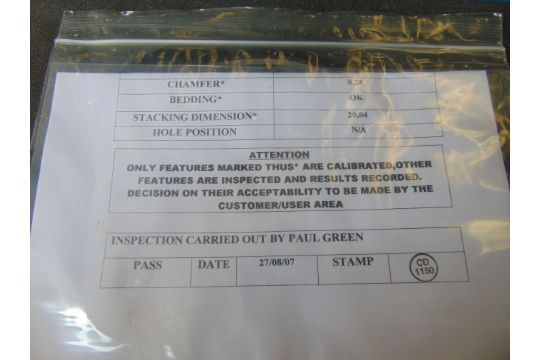 CHAMFER* 0,28
BEDDING* OK
STACKING DIMENSION* 20,04
HOLE POSITION N/A
ATTENTION
ONLY FEATURES MARKED THUS* ARE CALIBRATED,OTHER
FEATURES ARE INSPECTED AND RESULTS RECORDED.
DECISION ON THEIR ACCEPTABILITY TO BE MADE BY THE
CUSTOMER/USER AREA
INSPECTION CARRIED OUT BY PAUL GREEN
PASS DATE 27/08/07 STAMP CD
1150